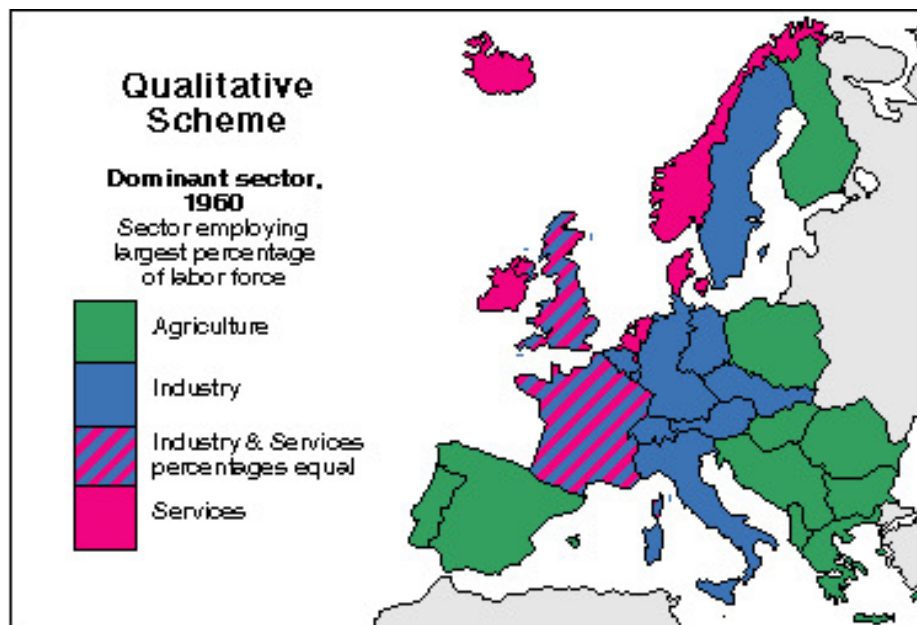 Qualitative
Scheme
Dominant sector,
1960
Sector employing
largest percentage
of labor force
Agriculture
Industry
Industry & Services
percentages equal
Services